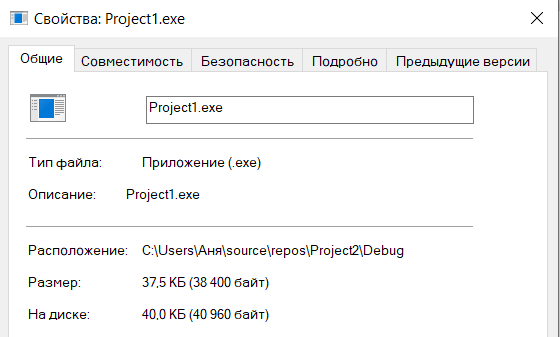 Свойства: Project1.exe
Общие Совместимость Безопасность Подробно Предыдущие версии
Project1.exe
Тип файла: Приложение (.exe)
Описание: Project1.exe
Расположение: C:\Users\Аня\source\repos\Project2\Debug
Размер: 37,5 КБ (38 400 байт)
На диске: 40,0 КБ (40 960 байт)